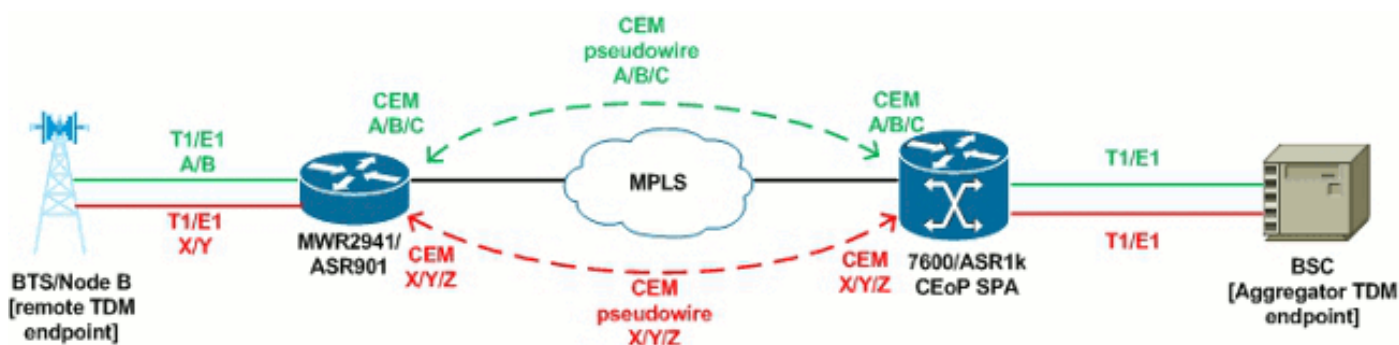 CEM
pseudowire
A/B/C
CEM
A/B/C
CEM
A/B/C
T1/E1
A/B
T1/E1
X/Y
MPLS
T1/E1
T1/E1
BTS/Node B
[remote TDM
endpoint]
MWR2941/
ASR901
CEM
X/Y/Z
CEM
pseudowire
X/Y/Z
CEM
X/Y/Z
7600/ASR1k
CEoP SPA
BSC
[Aggregator TDM
endpoint]